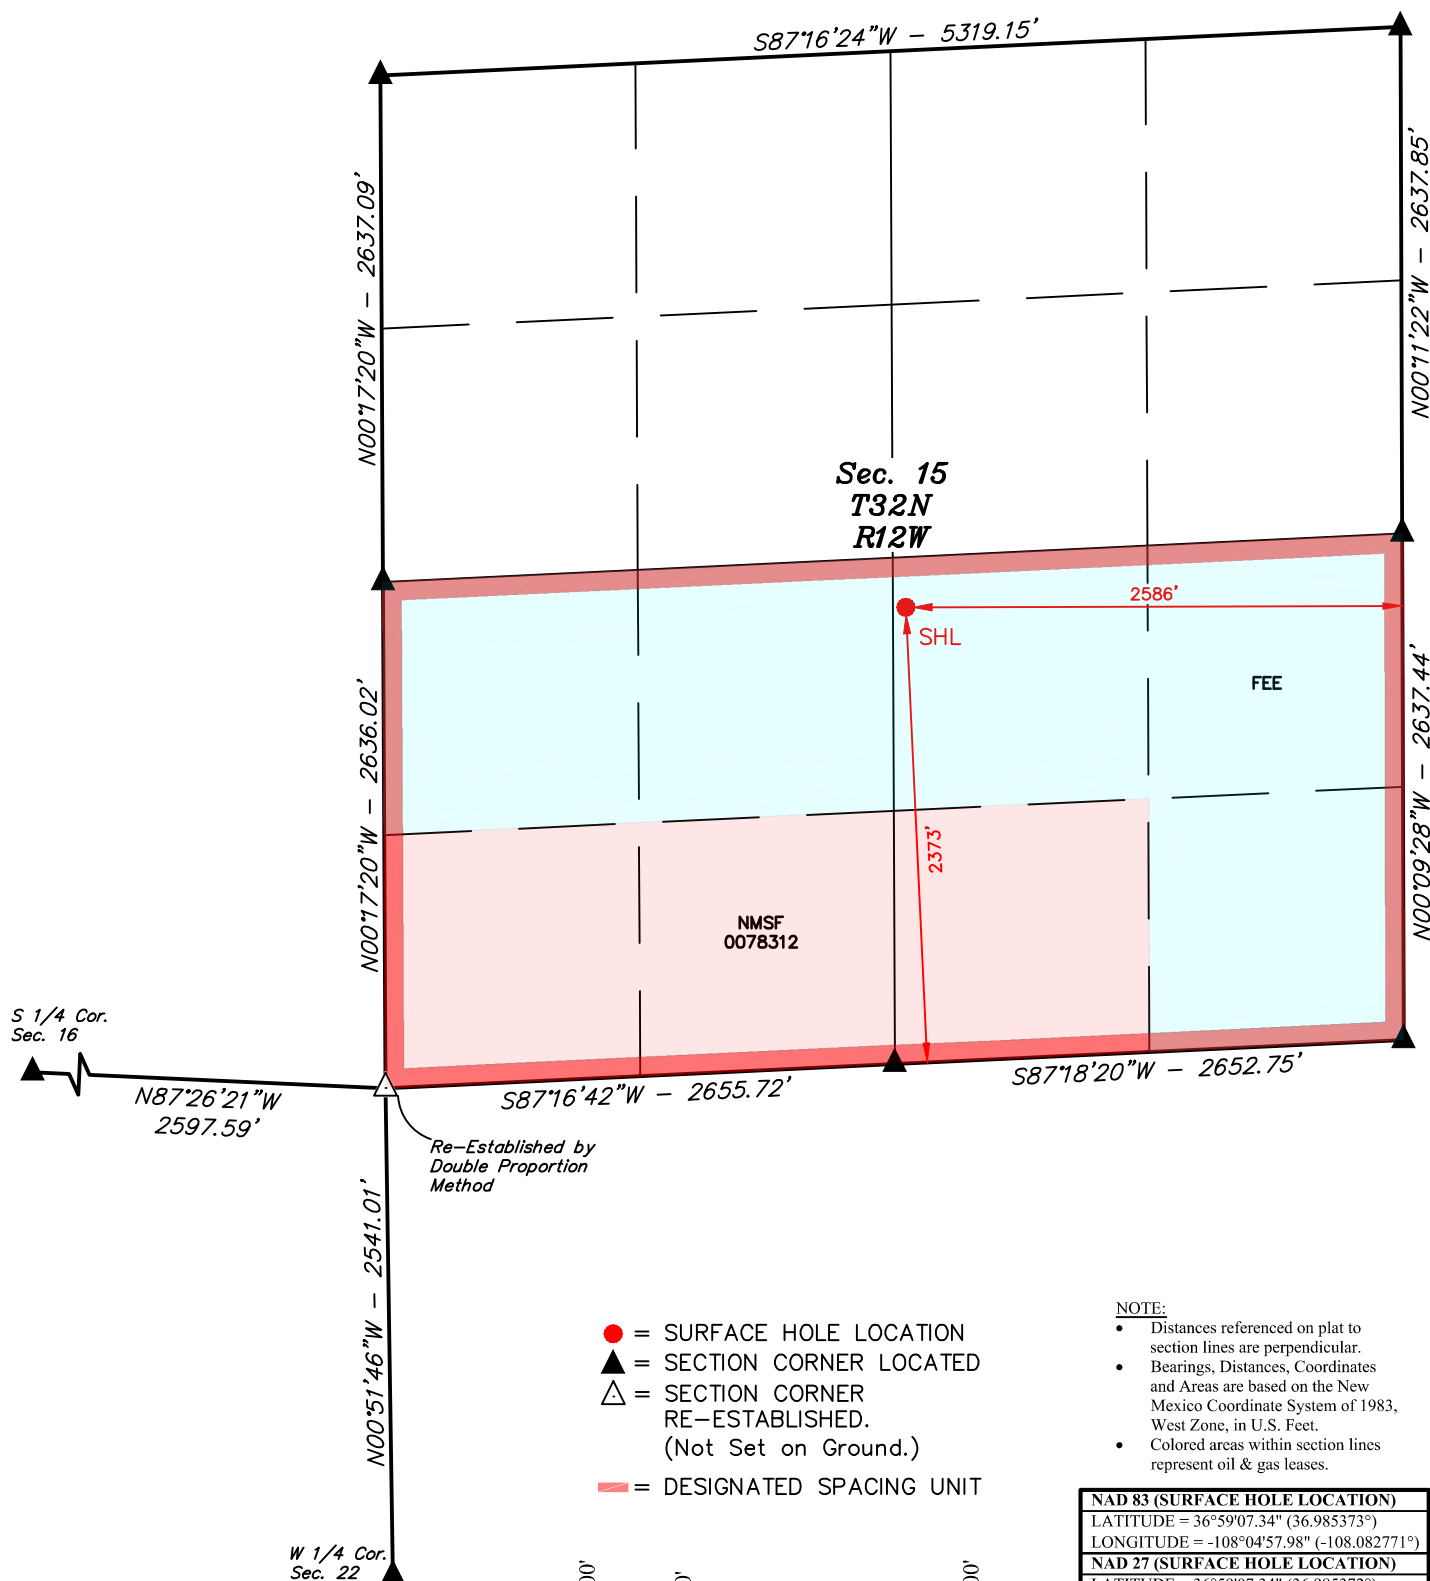 S87°16'24"W - 5319.15'
N00°17'20"W - 2637.09'
N00°11'22"W - 2637.85'
Sec. 15
T32N
R12W
2586'
SHL
FEE
N00°17'20"W - 2636.02'
N00°09'28"W - 2637.44'
2373'
NMSF
0078312
S 1/4 Cor.
Sec. 16
N87°26'21"W
2597.59'
S87°16'42"W - 2655.72'
S87°18'20"W - 2652.75'
Re-Established by
Double Proportion
Method
N00°51'46"W - 2541.01'
W 1/4 Cor.
Sec. 22
= SURFACE HOLE LOCATION
= SECTION CORNER LOCATED
= SECTION CORNER
RE-ESTABLISHED.
(Not Set on Ground.)
= DESIGNATED SPACING UNIT
NOTE:
• Distances referenced on plat to
section lines are perpendicular.
• Bearings, Distances, Coordinates
and Areas are based on the New
Mexico Coordinate System of 1983,
West Zone, in U.S. Feet.
• Colored areas within section lines
represent oil & gas leases.
NAD 83 (SURFACE HOLE LOCATION)
LATITUDE = 36°59'07.34" (36.985373°)
LONGITUDE = -108°04'57.98" (-108.082771°)
NAD 27 (SURFACE HOLE LOCATION)